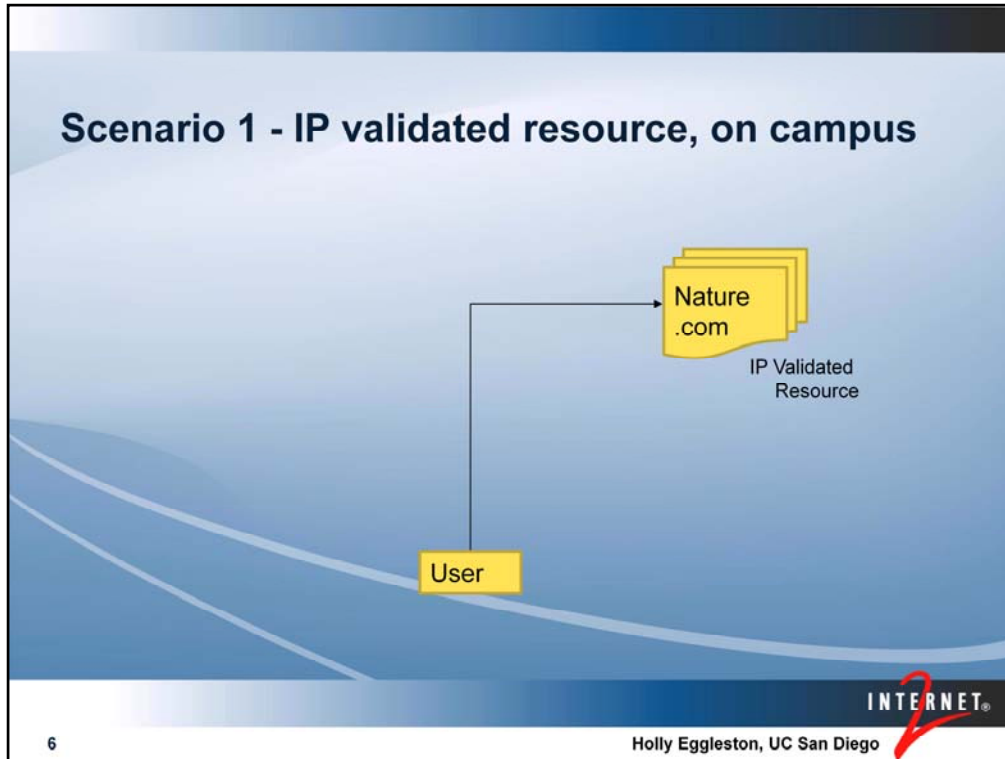 Scenario 1 - IP validated resource, on campus
Nature
.com
IP Validated
Resource
User
INTERNET®
2
6
Holly Eggleston, UC San Diego